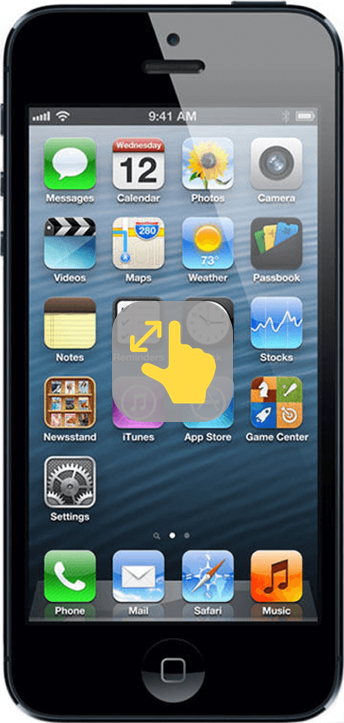 9:41 AM
Wednesday
12
Messages Calendar Photos Camera
280
73°
Videos Maps Weather Passbook
Notes Reminders Stocks
Newsstand iTunes App Store Game Center
Settings
Phone Mail Safari Music